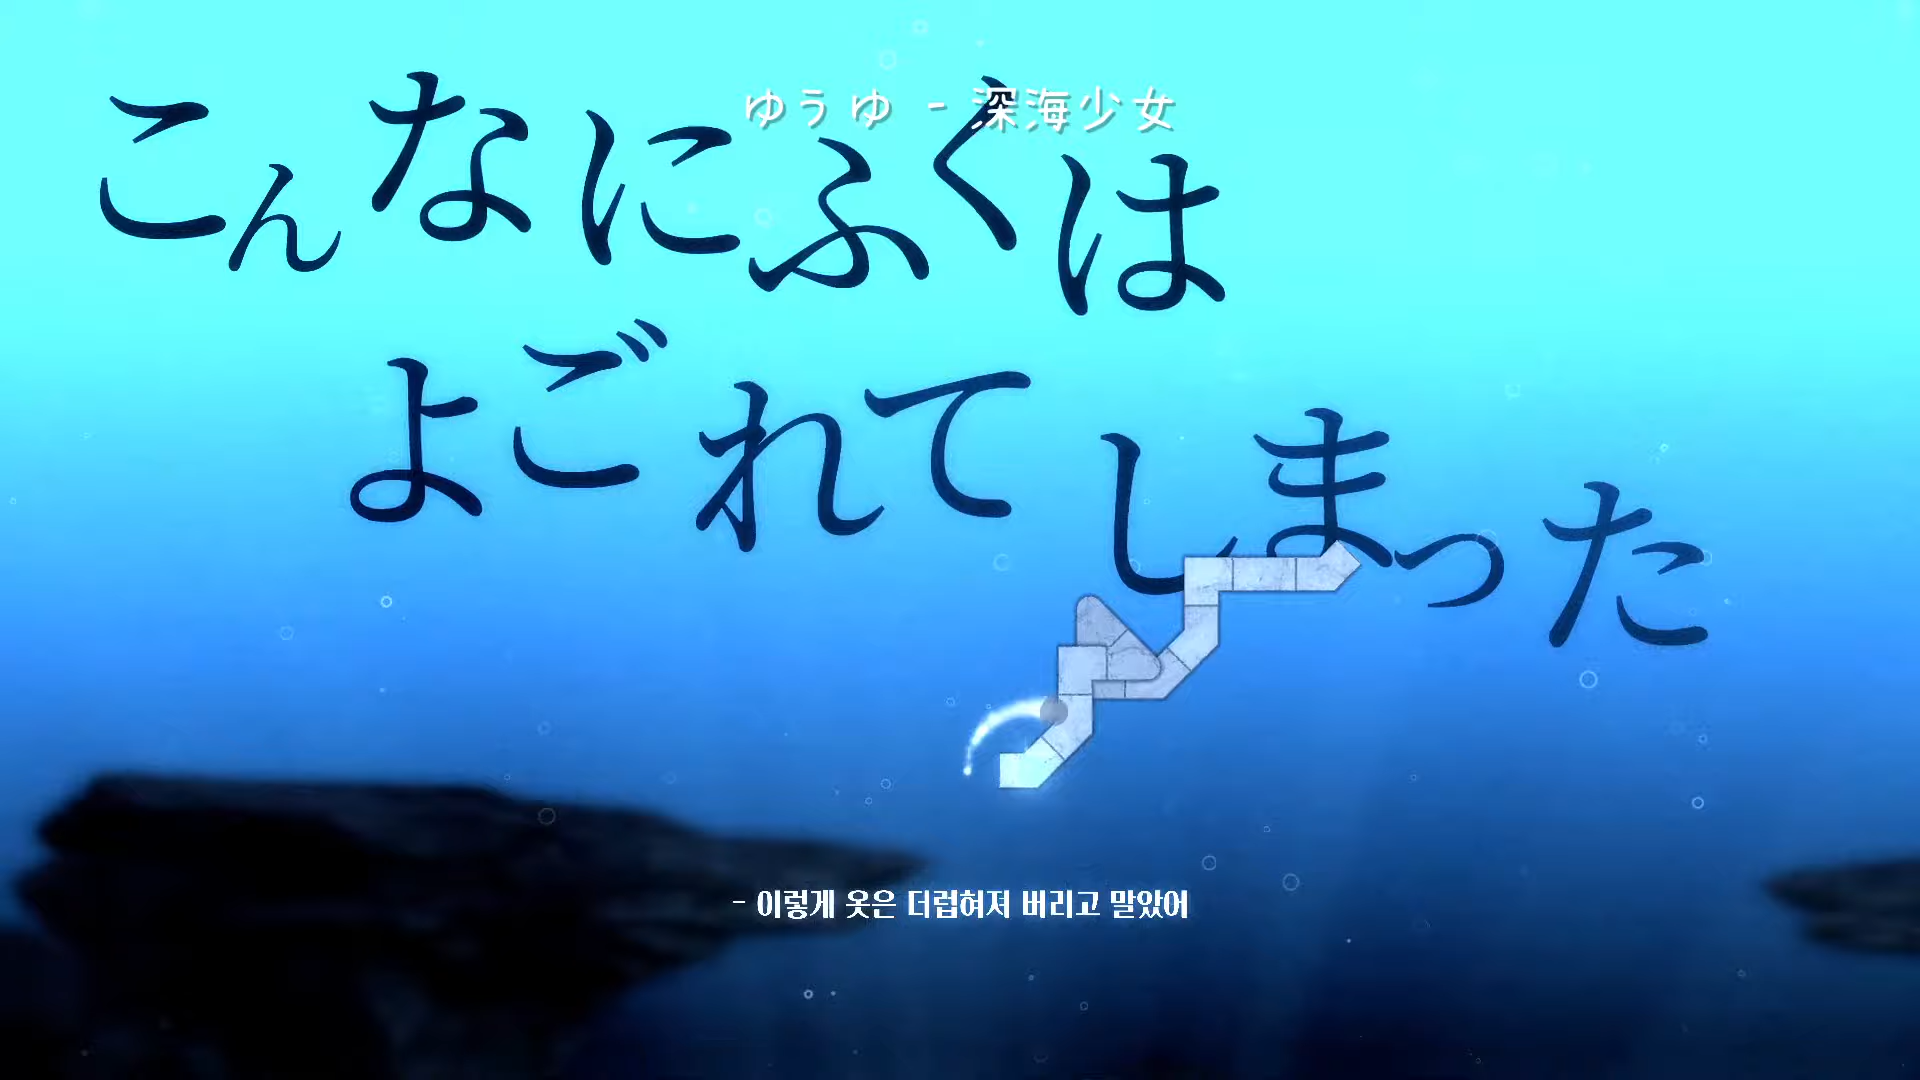 ゆうゆ - 深海少女
こんなにふくは
よごれてしまった
- 이렇게 옷은 더럽혀져 버리고 말았어